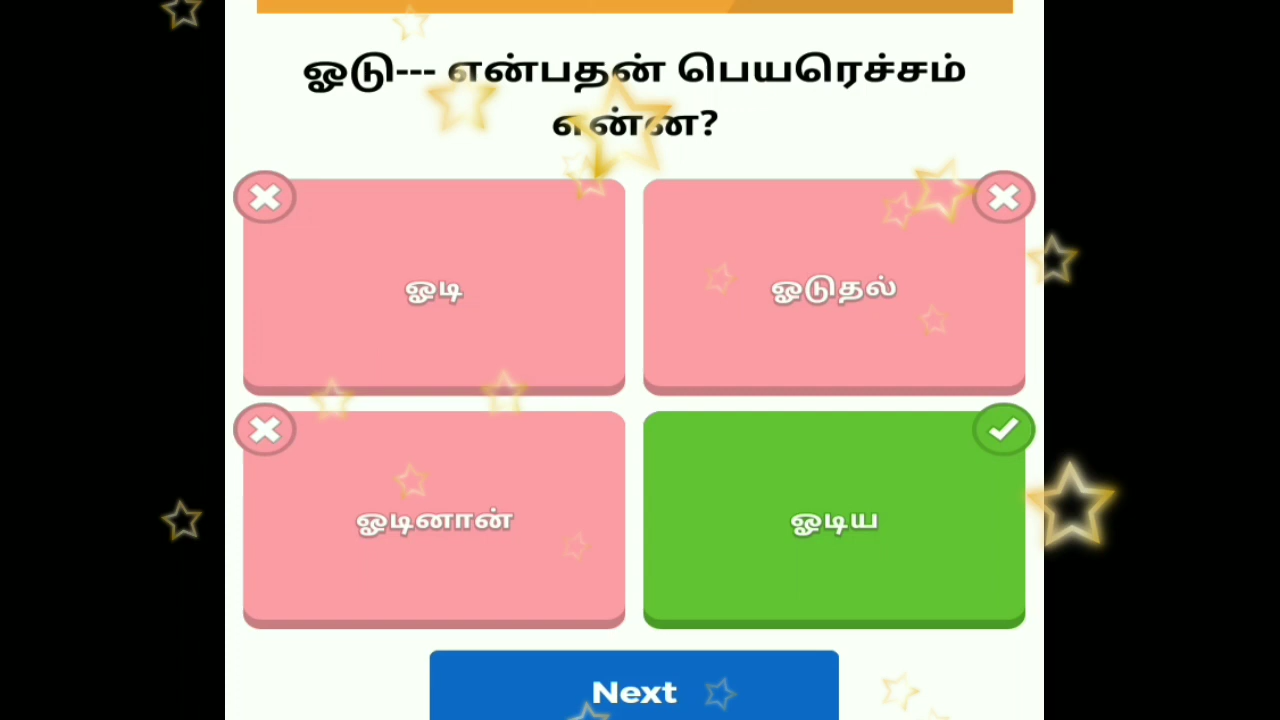 ஓடு--- என்பதன் பெயரெச்சம்
என்ன?
ஓடி
ஓடுதல்
ஓடினான்
ஓடிய
Next